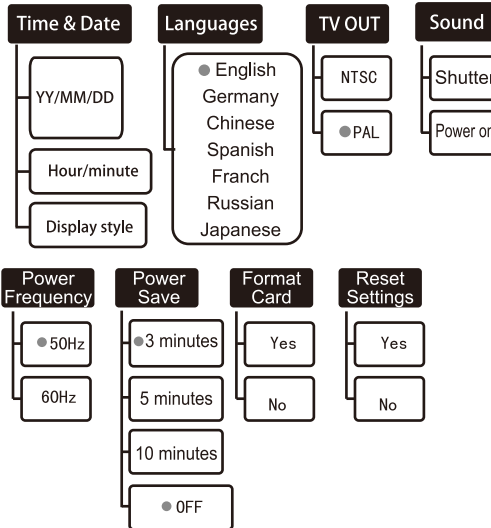 Time & Date
YY/MM/DD
Hour/minute
Display style
Languages
English
Germany
Chinese
Spanish
Franch
Russian
Japanese
TV OUT
NTSC
PAL
Sound
Shutter
Power on
Power
Frequency
50Hz
60Hz
Power
Save
3 minutes
5 minutes
10 minutes
OFF
Format
Card
Yes
No
Reset
Settings
Yes
No